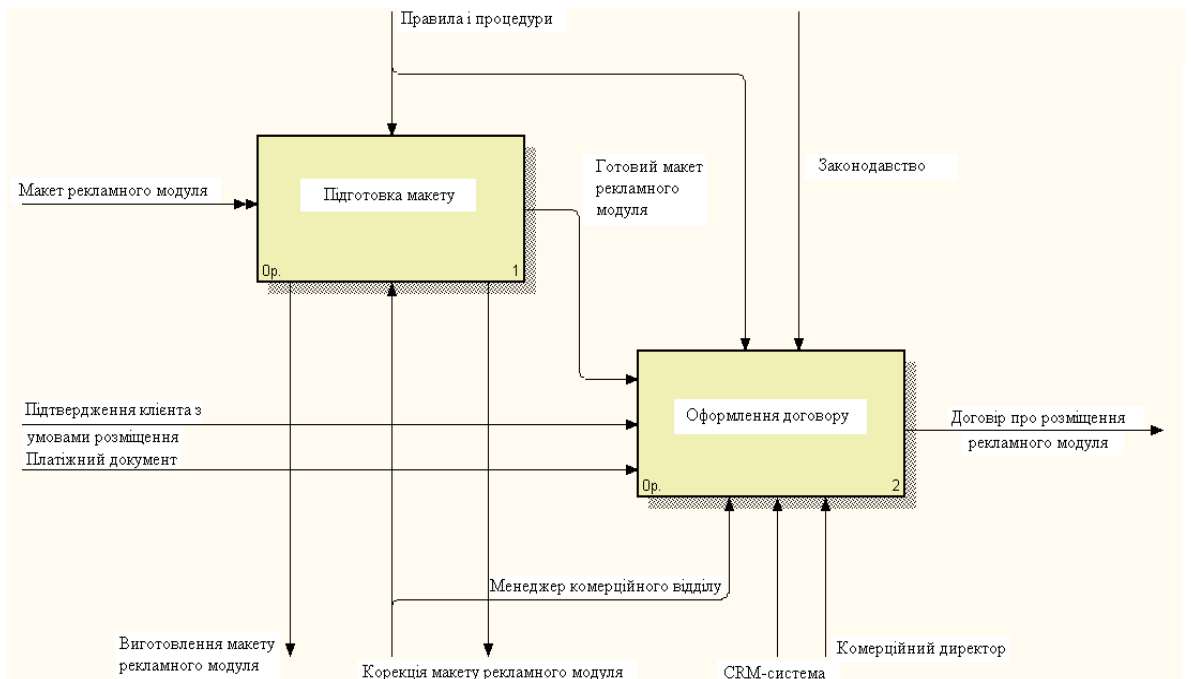 Правила і процедури
Готовий макет
рекламного
модуля
Законодавство
Макет рекламного модуля
Підготовка макету
0р.
1
Підтвердження клієнта з
умовами розміщення
Платіжний документ
Оформлення договору
0р.
2
Договір про розміщення
рекламного модуля
Менеджер комерційного відділу
Виготовлення макету
рекламного модуля
Корекція макету рекламного модуля
CRM-система
Комерційний директор